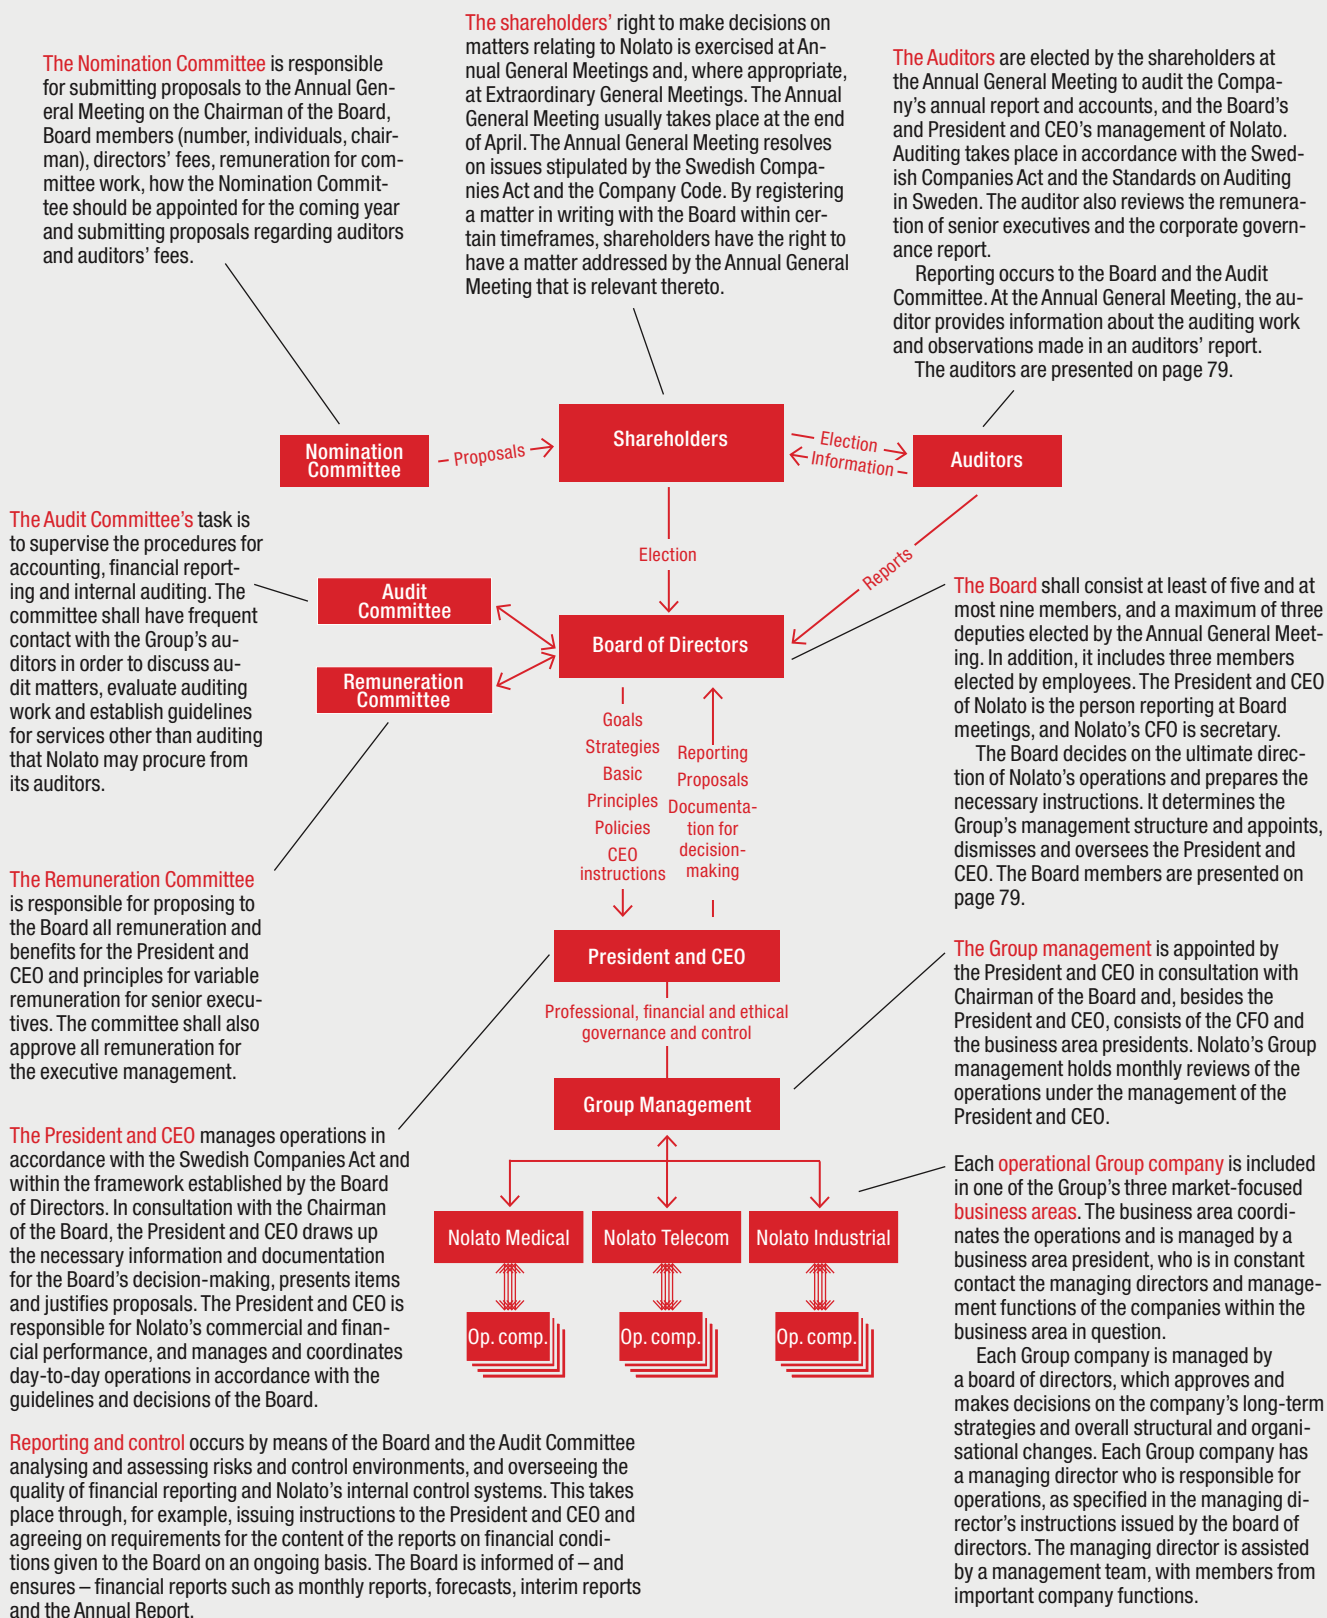 The Nomination Committee is responsible
for submitting proposals to the Annual Gen-
eral Meeting on the Chairman of the Board,
Board members (number, individuals, chair-
man), directors’ fees, remuneration for com-
mittee work, how the Nomination Commit-
tee should be appointed for the coming year
and submitting proposals regarding auditors
and auditors’ fees.
The shareholders’ right to make decisions on
matters relating to Nolato is exercised at An-
nual General Meetings and, where appropriate,
at Extraordinary General Meetings. The Annual
General Meeting usually takes place at the end
of April. The Annual General Meeting resolves
on issues stipulated by the Swedish Compa-
nies Act and the Company Code. By registering
a matter in writing with the Board within cer-
tain timeframes, shareholders have the right to
have a matter addressed by the Annual General
Meeting that is relevant thereto.
The Auditors are elected by the shareholders at
the Annual General Meeting to audit the Compa-
ny’s annual report and accounts, and the Board’s
and President and CEO’s management of Nolato.
Auditing takes place in accordance with the Swed-
ish Companies Act and the Standards on Auditing
in Sweden. The auditor also reviews the remunera-
tion of senior executives and the corporate govern-
ance report.
Reporting occurs to the Board and the Audit
Committee. At the Annual General Meeting, the au-
ditor provides information about the auditing work
and observations made in an auditors’ report.
The auditors are presented on page 79.
Nomination
Committee
Proposals
Shareholders
Election
Information
Auditors
Election
Reports
The Audit Committee’s task is
to supervise the procedures for
accounting, financial report-
ing and internal auditing. The
committee shall have frequent
contact with the Group’s au-
ditors in order to discuss au-
dit matters, evaluate auditing
work and establish guidelines
for services other than auditing
that Nolato may procure from
its auditors.
Audit
Committee
Remuneration
Committee
Board of Directors
The Board shall consist at least of five and at
most nine members, and a maximum of three
deputies elected by the Annual General Meet-
ing. In addition, it includes three members
elected by employees. The President and CEO
of Nolato is the person reporting at Board
meetings, and Nolato’s CFO is secretary.
The Board decides on the ultimate direc-
tion of Nolato’s operations and prepares the
necessary instructions. It determines the
Group’s management structure and appoints,
dismisses and oversees the President and
CEO. The Board members are presented on
page 79.
Goals
Strategies
Basic
Principles
Policies
CEO
instructions
Reporting
Proposals
Documenta-
tion for
decision-
making
The Remuneration Committee
is responsible for proposing to
the Board all remuneration and
benefits for the President and
CEO and principles for variable
remuneration for senior execu-
tives. The committee shall also
approve all remuneration for
the executive management.
President and CEO
Professional, financial and ethical
governance and control
Group Management
The Group management is appointed by
the President and CEO in consultation with
Chairman of the Board and, besides the
President and CEO, consists of the CFO and
the business area presidents. Nolato’s Group
management holds monthly reviews of the
operations under the management of the
President and CEO.
The President and CEO manages operations in
accordance with the Swedish Companies Act and
within the framework established by the Board
of Directors. In consultation with the Chairman
of the Board, the President and CEO draws up
the necessary information and documentation
for the Board’s decision-making, presents items
and justifies proposals. The President and CEO is
responsible for Nolato’s commercial and finan-
cial performance, and manages and coordinates
day-to-day operations in accordance with the
guidelines and decisions of the Board.
Nolato Medical
Nolato Telecom
Nolato Industrial
Op. comp.
Op. comp.
Op. comp.
Each operational Group company is included
in one of the Group’s three market-focused
business areas. The business area coordi-
nates the operations and is managed by a
business area president, who is in constant
contact the managing directors and manage-
ment functions of the companies within the
business area in question.
Each Group company is managed by
a board of directors, which approves and
makes decisions on the company’s long-term
strategies and overall structural and organi-
sational changes. Each Group company has
a managing director who is responsible for
operations, as specified in the managing di-
rector’s instructions issued by the board of
directors. The managing director is assisted
by a management team, with members from
important company functions.
Reporting and control occurs by means of the Board and the Audit Committee
analysing and assessing risks and control environments, and overseeing the
quality of financial reporting and Nolato’s internal control systems. This takes
place through, for example, issuing instructions to the President and CEO and
agreeing on requirements for the content of the reports on financial condi-
tions given to the Board on an ongoing basis. The Board is informed of – and
ensures – financial reports such as monthly reports, forecasts, interim reports
and the Annual Report.